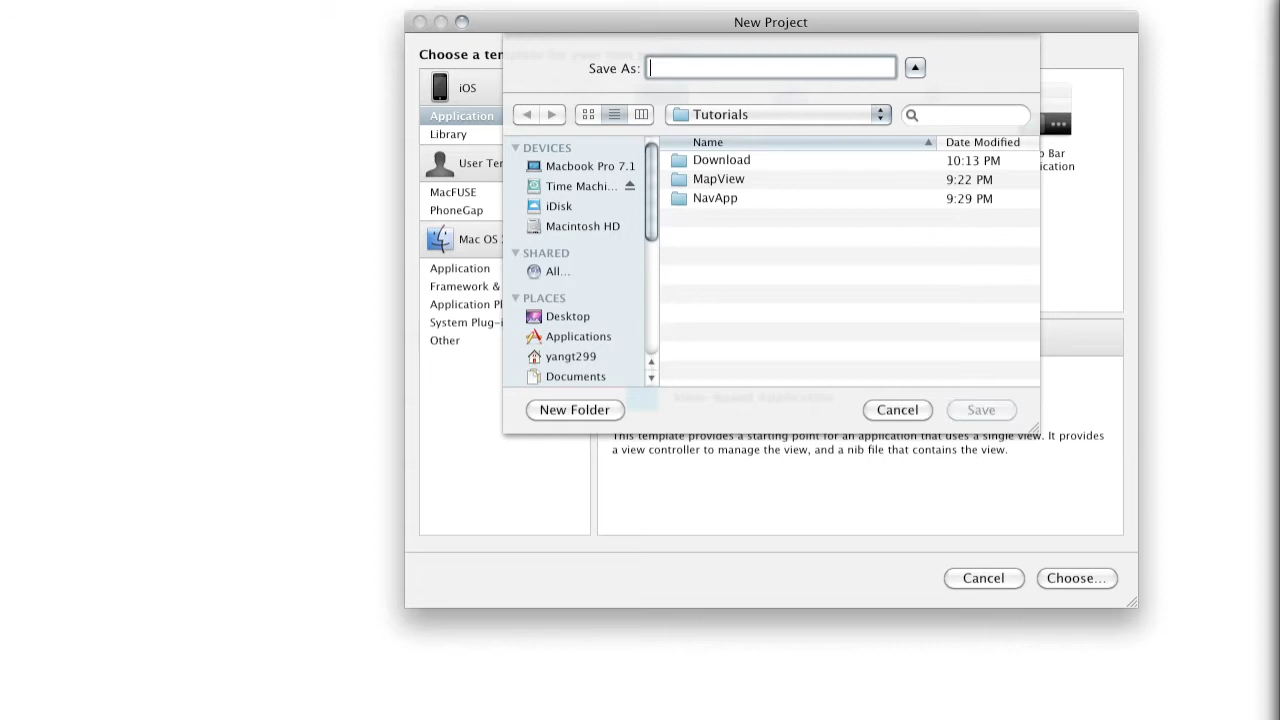 New Project
Choose a ter
Save As:
iOS
Application
Library
User Ter
MacFUSE
PhoneGap
Mac OS
Application
Framework &
Application Pl
System Plug-i
Other
Tutorials
DEVICES
Macbook Pro 7.1
Time Machi...
iDisk
Macintosh HD
SHARED
All...
PLACES
Desktop
Applications
yangt299
Documents
Name Date Modified
Download 10:13 PM
MapView 9:22 PM
NavApp 9:29 PM
Bar
ication
New Folder Cancel Save
This template provides a starting point for an application that uses a single view. It provides
a view controller to manage the view, and a nib file that contains the view.
Cancel Choose...